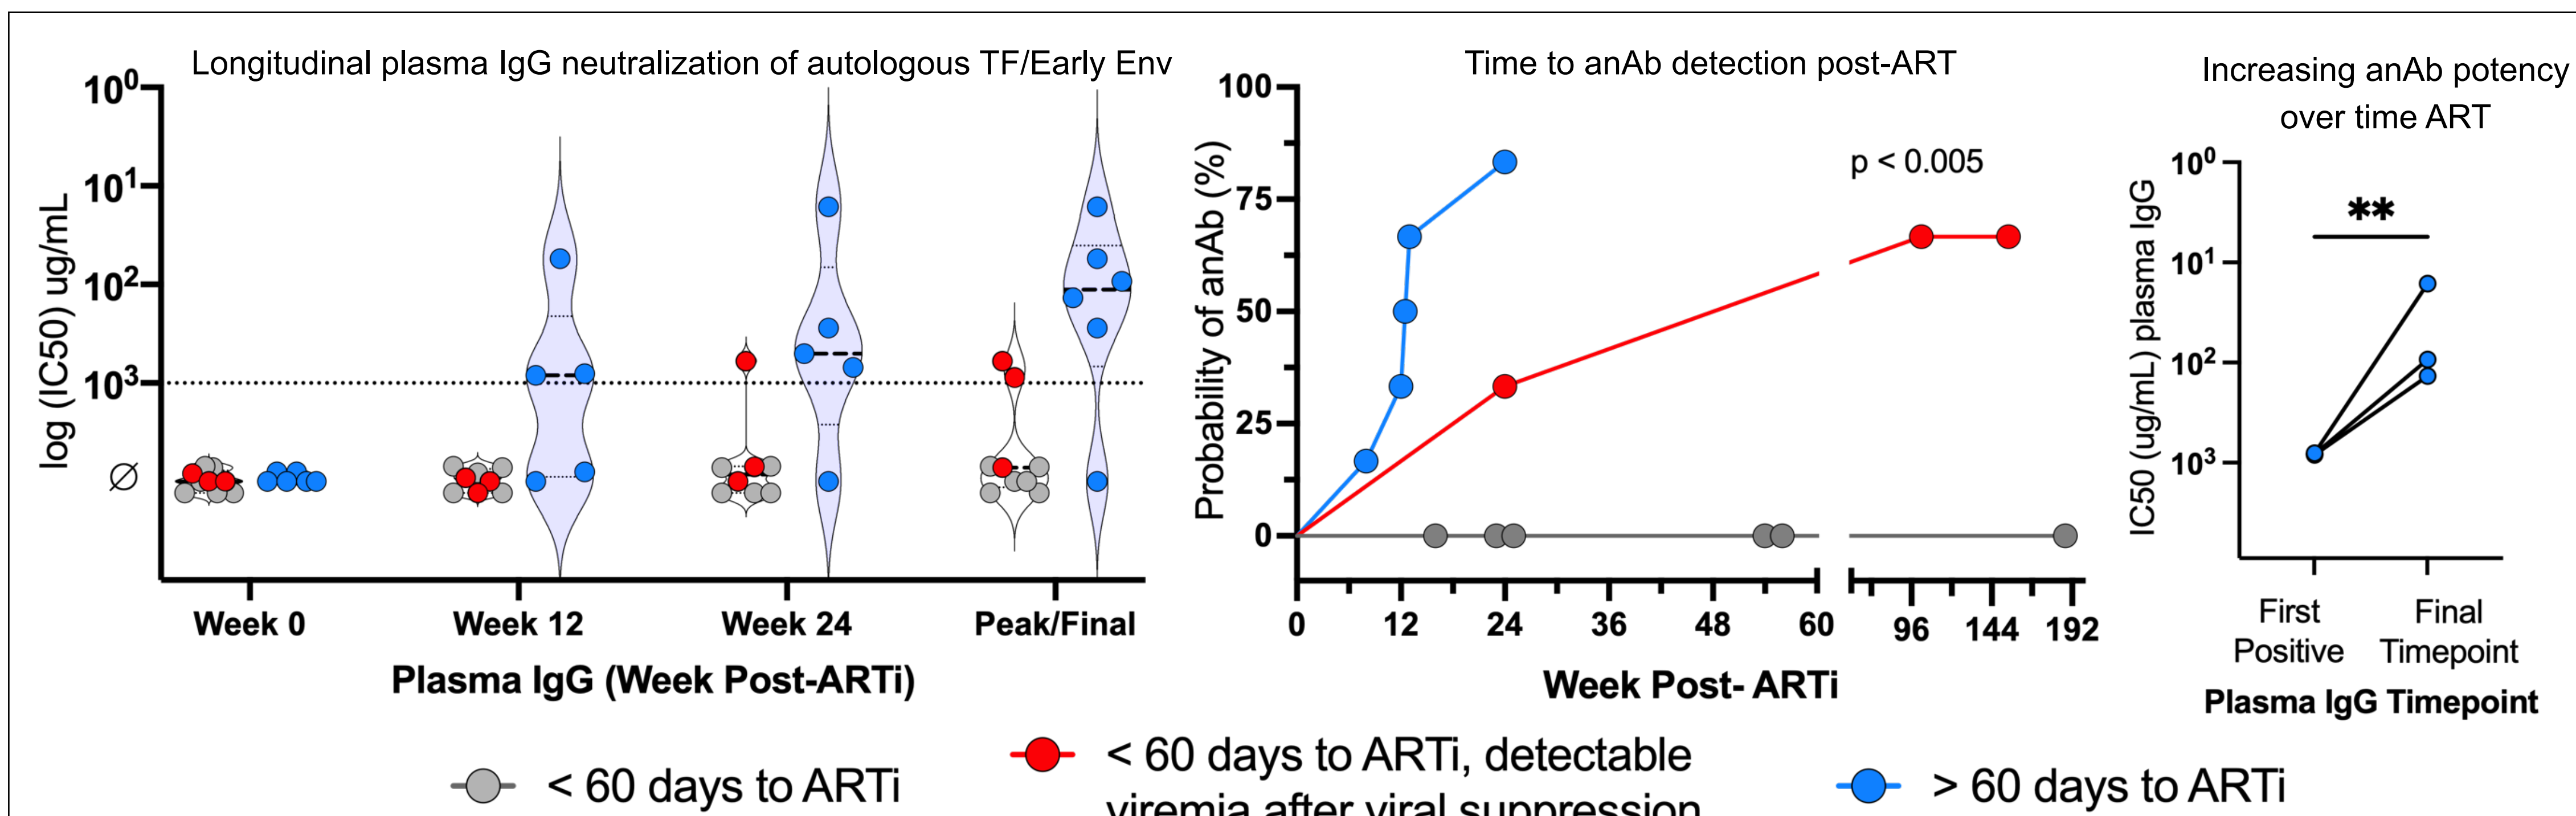 Longitudinal plasma IgG neutralization of autologous TF/Early Env
log (IC50) ug/mL
10⁰
10¹
10²
10³
∅
Week 0
Week 12
Week 24
Peak/Final
Plasma IgG (Week Post-ARTi)
Time to anAb detection post-ART
Probability of anAb (%)
100
75
50
25
0
p < 0.005
0
12
24
36
48
60
96
144
192
Week Post- ARTi
Increasing anAb potency
over time ART
IC50 (ug/mL) plasma IgG
10⁰
10¹
10²
10³
**
First
Positive
Final
Timepoint
Plasma IgG Timepoint
< 60 days to ARTi
< 60 days to ARTi, detectable
viremia after viral suppression
> 60 days to ARTi